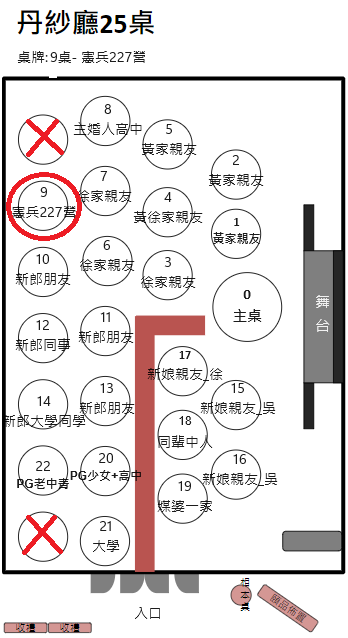 丹紗廳25桌
桌牌:9桌- 憲兵227營
8
主婚人高中
5
黃家親友
2
黃家親友
9
憲兵227營
7
徐家親友
4
黃徐家親友
1
黃家親友
10
新郎朋友
6
徐家親友
3
徐家親友
0
主桌
舞台
12
新郎同事
11
新郎朋友
17
新娘親友_徐
14
新郎大學同學
13
新郎朋友
18
同輩中人
15
新娘親友_吳
22
PG老中青
20
PG少女+高中
19
媒婆一家
16
新娘親友_吳
21
大學
入口
收禮
收禮
相本桌